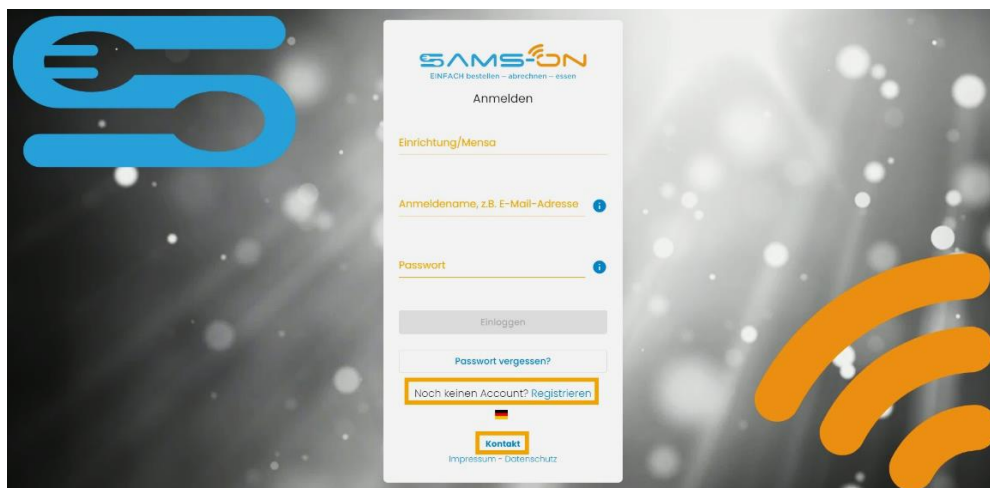 SAMS-ON
EINFACH bestellen – abrechnen – essen
Anmelden
Einrichtung/Mensa
Anmeldename, z.B. E-Mail-Adresse
Passwort
Einloggen
Passwort vergessen?
Noch keinen Account? Registrieren
Kontakt
Impressum - Datenschutz